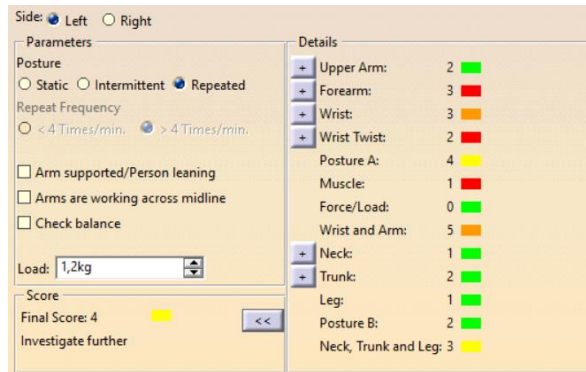 Side: Left Right
Parameters
Posture
Static Intermittent Repeated
Repeat Frequency
< 4 Times/min. > 4 Times/min.
Arm supported/Person leaning
Arms are working across midline
Check balance
Load: 1,2kg
Score
Final Score: 4 <<
Investigate further
Details
+ Upper Arm: 2
+ Forearm: 3
+ Wrist: 3
+ Wrist Twist: 2
Posture A: 4
Muscle: 1
Force/Load: 0
Wrist and Arm: 5
+ Neck: 1
+ Trunk: 2
Leg: 1
Posture B: 2
Neck, Trunk and Leg: 3